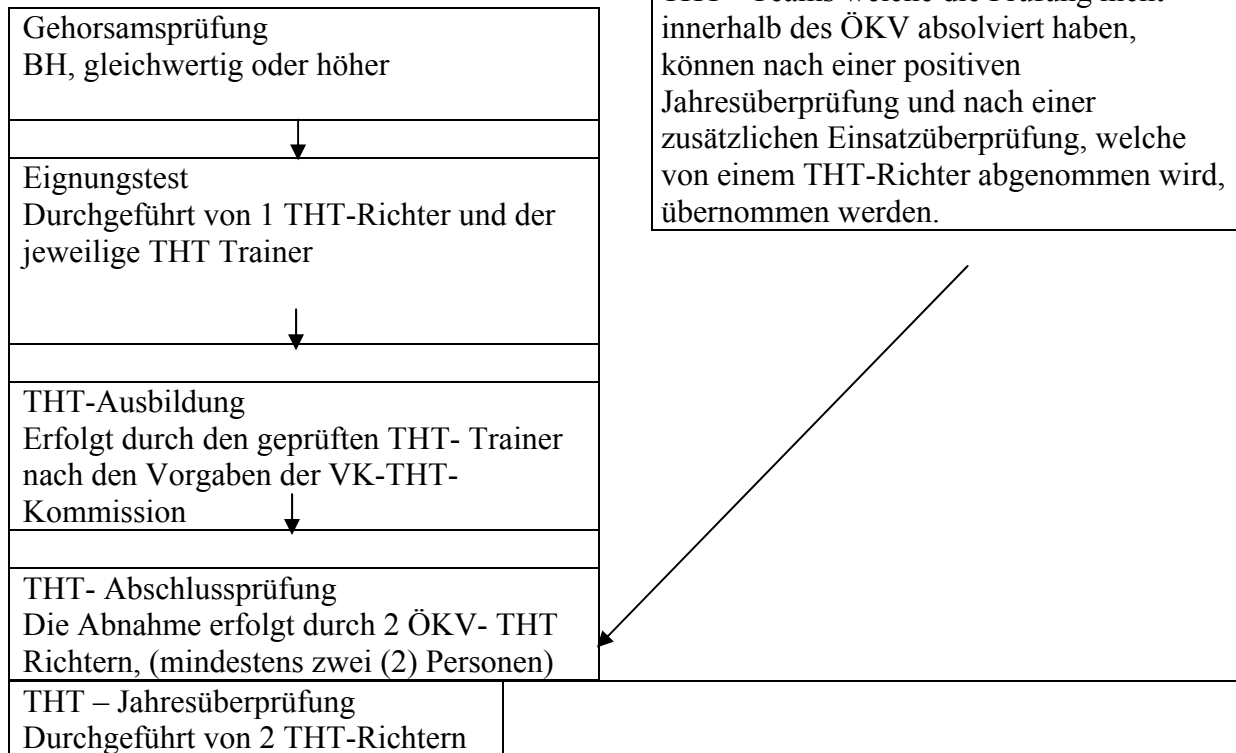 Gehorsamsprüfung
BH, gleichwertig oder höher
Eignungstest
Durchgeführt von 1 THT-Richter und der
jeweilige THT Trainer
THT-Ausbildung
Erfolgt durch den geprüften THT- Trainer
nach den Vorgaben der VK-THT-
Kommission
THT- Abschlussprüfung
Die Abnahme erfolgt durch 2 ÖKV- THT
Richtern, (mindestens zwei (2) Personen)
THT – Jahresüberprüfung
Durchgeführt von 2 THT-Richtern
innerhalb des ÖKV absolviert haben,
können nach einer positiven
Jahresüberprüfung und nach einer
zusätzlichen Einsatzüberprüfung, welche
von einem THT-Richter abgenommen wird,
übernommen werden.